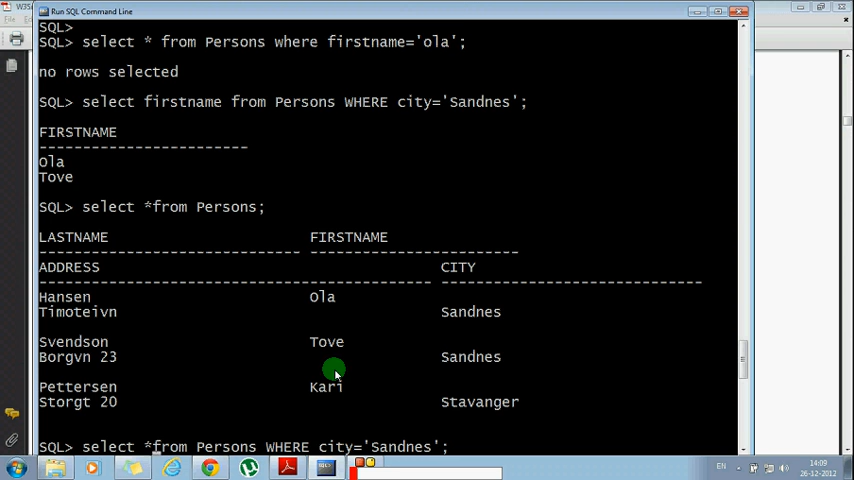 W3S
Run SQL Command Line
SQL>
SQL> select * from Persons where firstname='ola';
no rows selected
SQL> select firstname from Persons WHERE city='Sandnes';
FIRSTNAME
------------------------
Ola
Tove
SQL> select *from Persons;
LASTNAME FIRSTNAME
------------------------------ ------------------------
ADDRESS CITY
--------------------------------------------- ------------------------------
Hansen Ola
Timoteivn Sandnes
Svendson Tove
Borgvn 23 Sandnes
Pettersen Kari
Storgt 20 Stavanger
SQL> select *from Persons WHERE city='Sandnes';
EN
14:09
26-12-2012